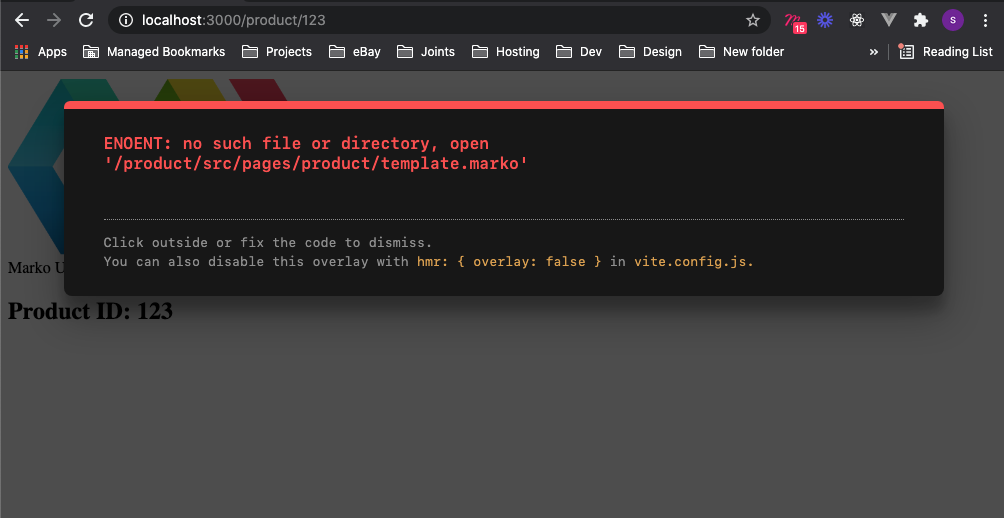 localhost:3000/product/123
15
S
Apps Managed Bookmarks Projects eBay Joints Hosting Dev Design New folder » Reading List
ENOENT: no such file or directory, open
'/product/src/pages/product/template.marko'
Click outside or fix the code to dismiss.
You can also disable this overlay with hmr: { overlay: false } in vite.config.js.
Marko U
Product ID: 123